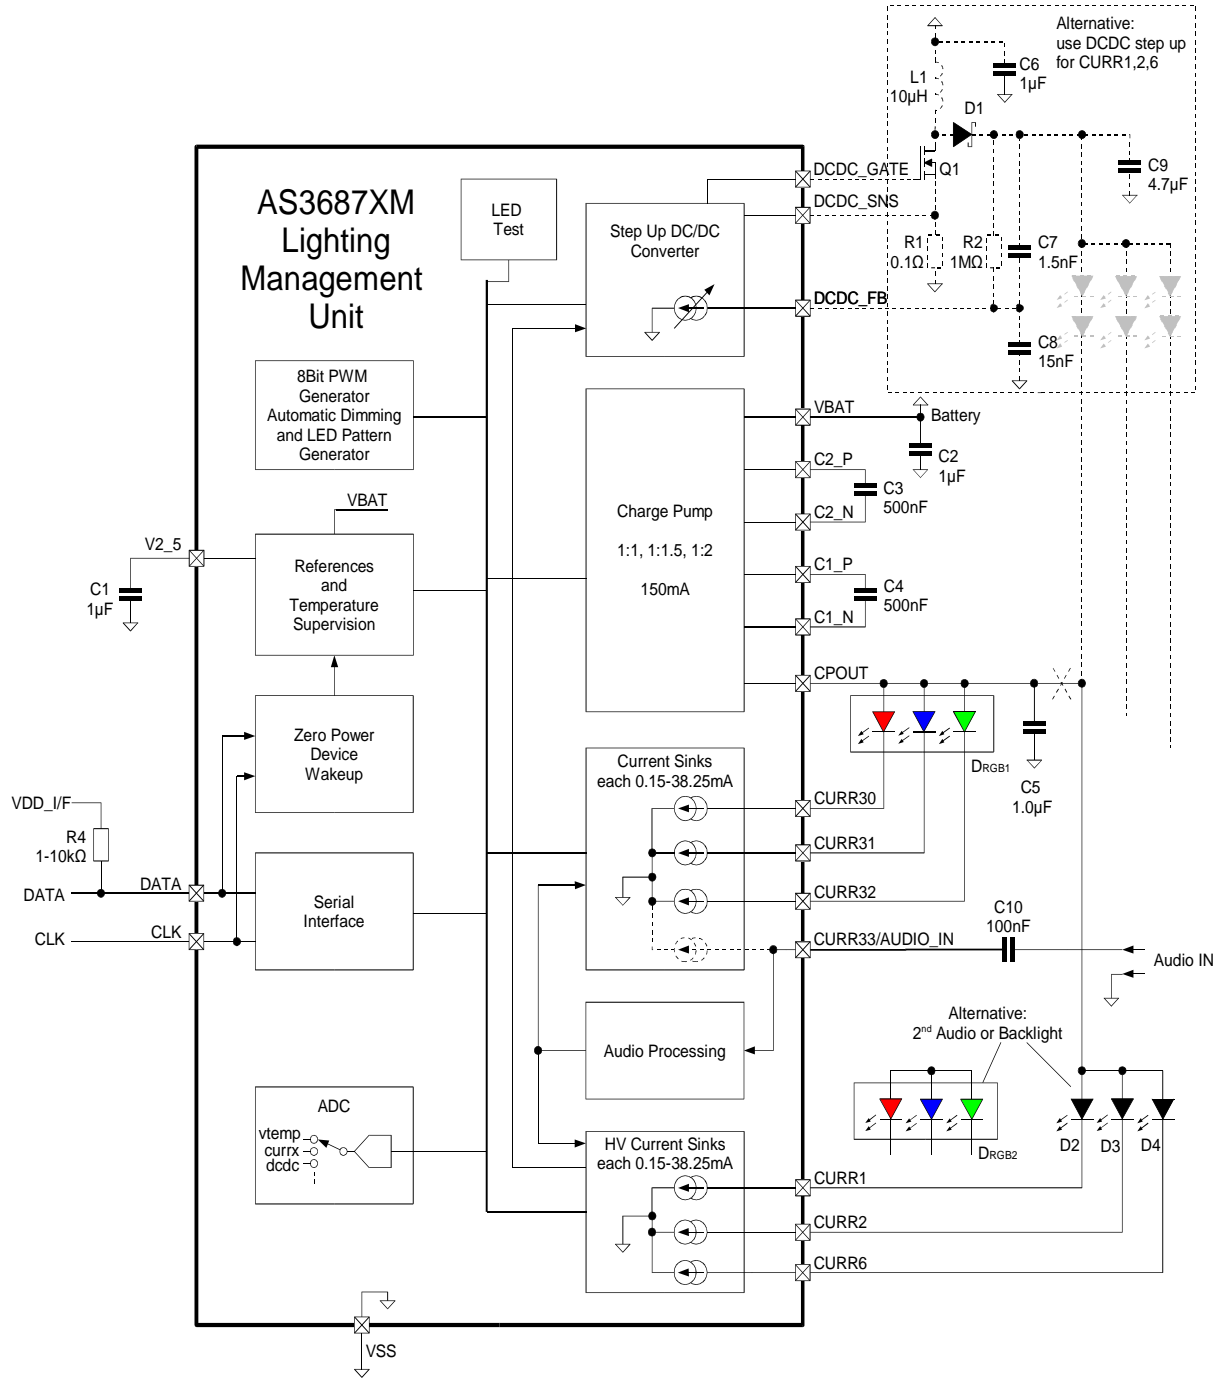 Alternative:
use DCDC step up
for CURR1,2,6
C6
1µF
L1
10µH
D1
Q1
C9
4.7µF
R1
0.1Ω
R2
1MΩ
C7
1.5nF
C8
15nF
AS3687XM
Lighting
Management
Unit
LED
Test
Step Up DC/DC
Converter
DCDC_GATE
DCDC_SNS
DCDC_FB
8Bit PWM
Generator
Automatic Dimming
and LED Pattern
Generator
VBAT
Battery
C2
1µF
C2_P
C3
500nF
C2_N
Charge Pump
1:1, 1:1.5, 1:2
150mA
C1_P
C4
500nF
C1_N
CPOUT
VBAT
V2_5
C1
1µF
References
and
Temperature
Supervision
Zero Power
Device
Wakeup
DRGB1
C5
1.0µF
Current Sinks
each 0.15-38.25mA
CURR30
CURR31
CURR32
CURR33/AUDIO_IN
C10
100nF
Audio IN
VDD_I/F
R4
1-10kΩ
DATA
DATA
CLK
CLK
Serial
Interface
Audio Processing
Alternative:
2nd Audio or Backlight
DRGB2
D2
D3
D4
ADC
vtemp
currx
dcdc
HV Current Sinks
each 0.15-38.25mA
CURR1
CURR2
CURR6
VSS